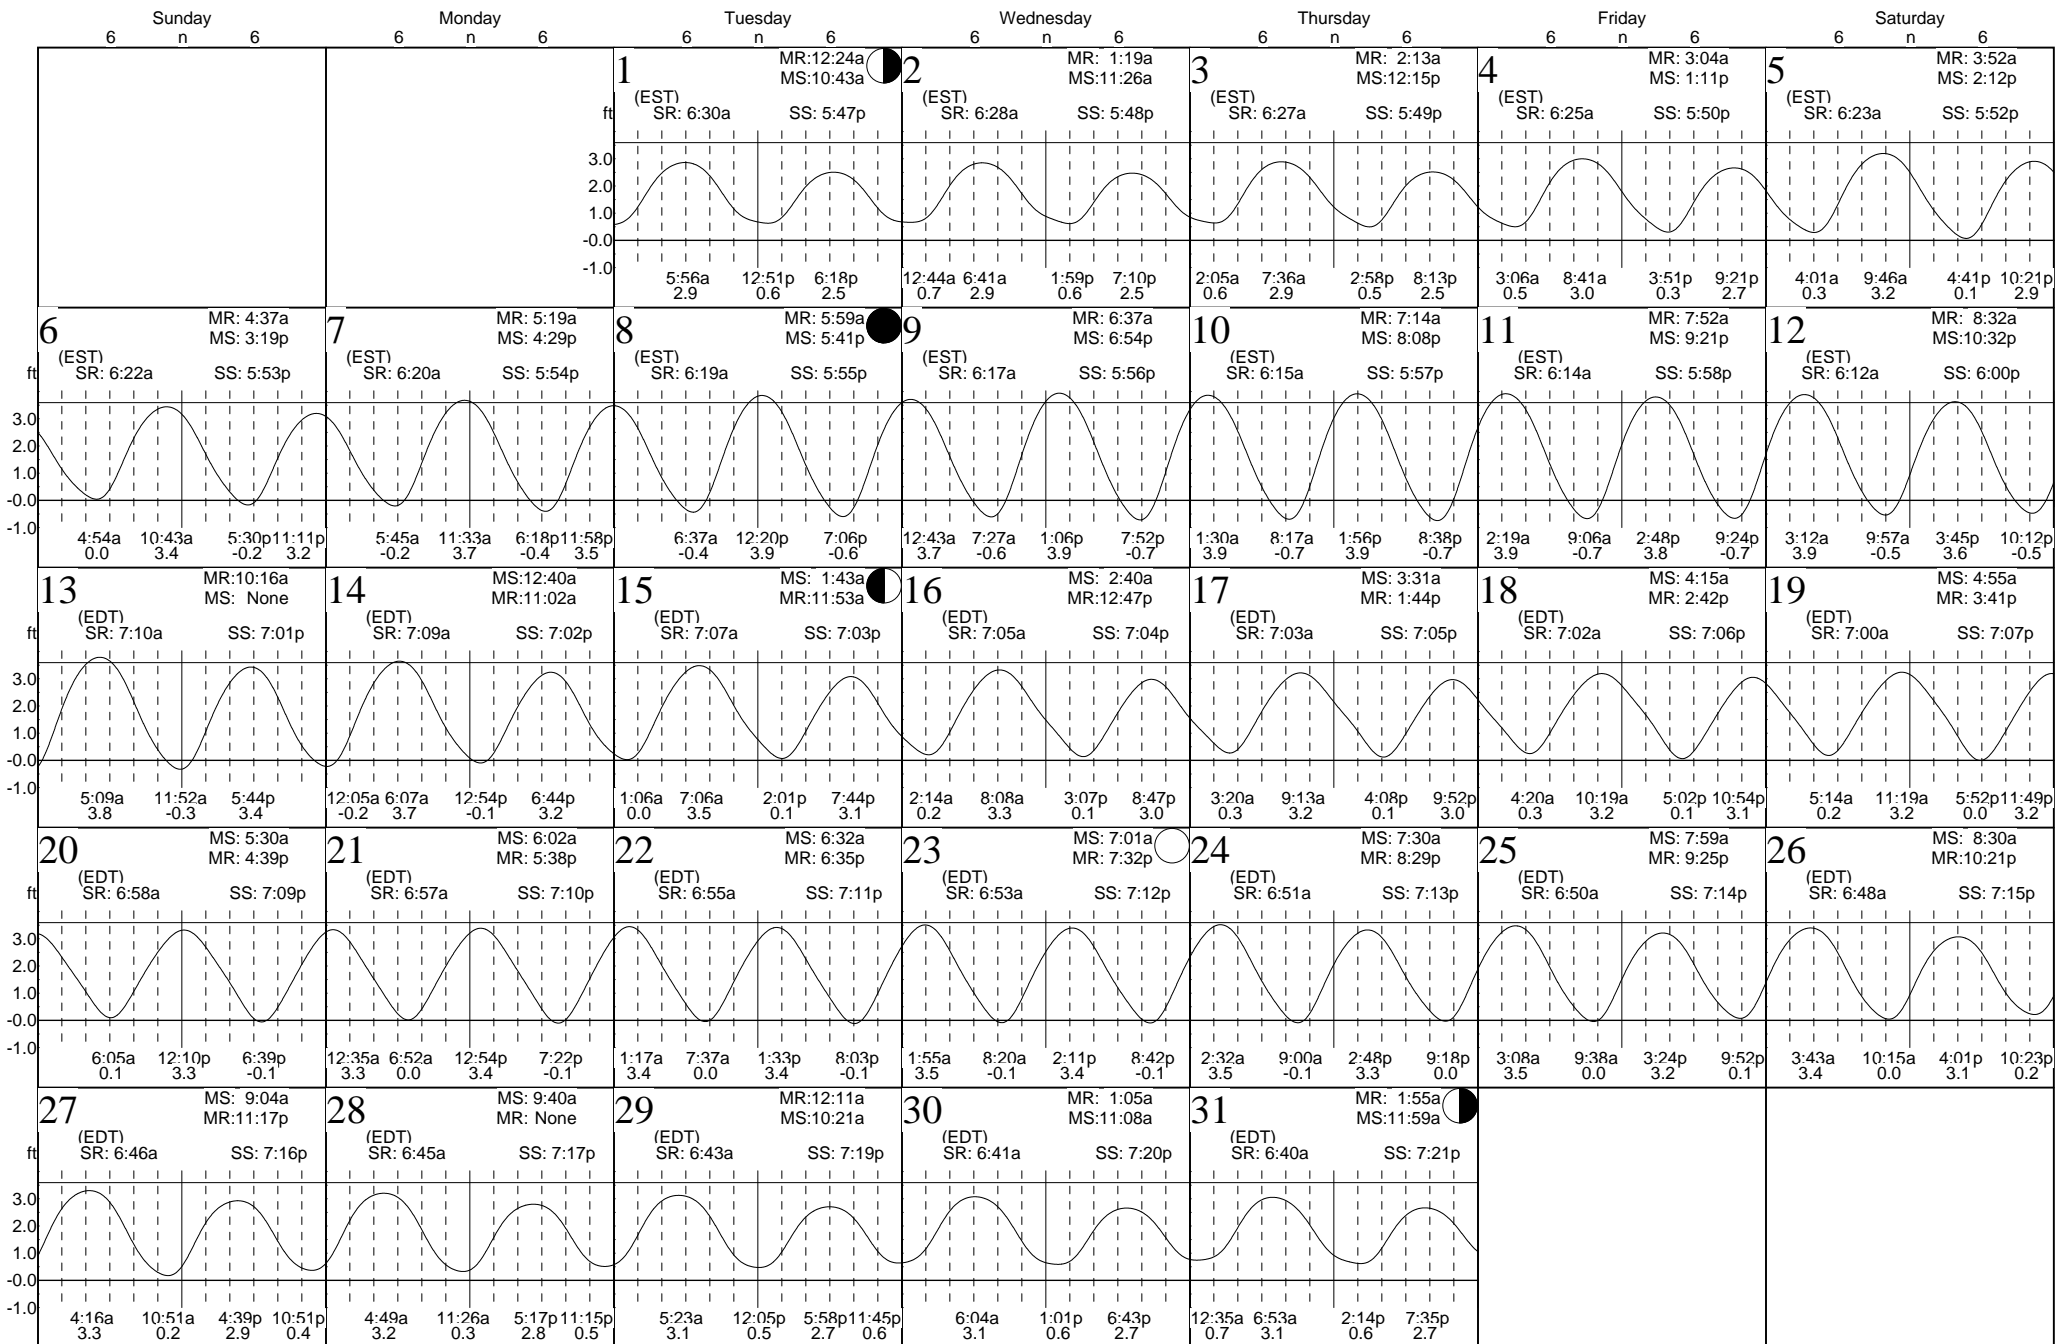 Sunday Monday Tuesday Wednesday Thursday Friday Saturday
6 n 6 6 n 6 6 n 6 6 n 6 6 n 6 6 n 6 6 n 6
1 MR:12:24a 2 MR: 1:19a 3 MR: 2:13a 4 MR: 3:04a 5 MR: 3:52a
MS:10:43a MS:11:26a MS:12:15p MS: 1:11p MS: 2:12p
(EST) (EST) (EST) (EST) (EST)
ft SR: 6:30a SS: 5:47p SR: 6:28a SS: 5:48p SR: 6:27a SS: 5:49p SR: 6:25a SS: 5:50p SR: 6:23a SS: 5:52p
3.0
2.0
1.0
-0.0
-1.0
5:56a 12:51p 6:18p 12:44a 6:41a 1:59p 7:10p 2:05a 7:36a 2:58p 8:13p 3:06a 8:41a 3:51p 9:21p 4:01a 9:46a 4:41p 10:21p
2.9 0.6 2.5 0.7 2.9 0.6 2.5 0.6 2.9 0.5 2.5 0.5 3.0 0.3 2.7 0.3 3.2 0.1 2.9
6 MR: 4:37a 7 MR: 5:19a 8 MR: 5:59a 9 MR: 6:37a 10 MR: 7:14a 11 MR: 7:52a 12 MR: 8:32a
MS: 3:19p MS: 4:29p MS: 5:41p MS: 6:54p MS: 8:08p MS: 9:21p MS:10:32p
(EST) (EST) (EST) (EST) (EST) (EST) (EST)
ft SR: 6:22a SS: 5:53p SR: 6:20a SS: 5:54p SR: 6:19a SS: 5:55p SR: 6:17a SS: 5:56p SR: 6:15a SS: 5:57p SR: 6:14a SS: 5:58p SR: 6:12a SS: 6:00p
3.0
2.0
1.0
-0.0
-1.0
4:54a 10:43a 5:30p 11:11p 5:45a 11:33a 6:18p 11:58p 6:37a 12:20p 7:06p 12:43a 7:27a 1:06p 7:52p 1:30a 8:17a 1:56p 8:38p 2:19a 9:06a 2:48p 9:24p 3:12a 9:57a 3:45p 10:12p
0.0 3.4 -0.2 3.2 -0.2 3.7 -0.4 3.5 -0.4 3.9 -0.6 3.7 -0.6 3.9 -0.7 3.9 -0.7 3.9 -0.7 3.9 -0.7 3.8 -0.7 3.9 -0.5 3.6 -0.5
13 MR:10:16a 14 MS:12:40a 15 MS: 1:43a 16 MS: 2:40a 17 MS: 3:31a 18 MS: 4:15a 19 MS: 4:55a
MS: None MR:11:02a MR:11:53a MR:12:47p MR: 1:44p MR: 2:42p MR: 3:41p
(EDT) (EDT) (EDT) (EDT) (EDT) (EDT) (EDT)
ft SR: 7:10a SS: 7:01p SR: 7:09a SS: 7:02p SR: 7:07a SS: 7:03p SR: 7:05a SS: 7:04p SR: 7:03a SS: 7:05p SR: 7:02a SS: 7:06p SR: 7:00a SS: 7:07p
3.0
2.0
1.0
-0.0
-1.0
5:09a 11:52a 5:44p 12:05a 6:07a 12:54p 6:44p 1:06a 7:06a 2:01p 7:44p 2:14a 8:08a 3:07p 8:47p 3:20a 9:13a 4:08p 9:52p 4:20a 10:19a 5:02p 10:54p 5:14a 11:19a 5:52p 11:49p
3.8 -0.3 3.4 -0.2 3.7 -0.1 3.2 0.0 3.5 0.1 3.1 0.2 3.3 0.1 3.0 0.3 3.2 0.1 3.0 0.3 3.2 0.1 3.1 0.2 3.2 0.0 3.2
20 MS: 5:30a 21 MS: 6:02a 22 MS: 6:32a 23 MS: 7:01a 24 MS: 7:30a 25 MS: 7:59a 26 MS: 8:30a
MR: 4:39p MR: 5:38p MR: 6:35p MR: 7:32p MR: 8:29p MR: 9:25p MR:10:21p
(EDT) (EDT) (EDT) (EDT) (EDT) (EDT) (EDT)
SR: 6:58a SS: 7:09p SR: 6:57a SS: 7:10p SR: 6:55a SS: 7:11p SR: 6:53a SS: 7:12p SR: 6:51a SS: 7:13p SR: 6:50a SS: 7:14p SR: 6:48a SS: 7:15p
ft
3.0
2.0
1.0
-0.0
-1.0
6:05a 12:10p 6:39p 12:35a 6:52a 12:54p 7:22p 1:17a 7:37a 1:33p 8:03p 1:55a 8:20a 2:11p 8:42p 2:32a 9:00a 2:48p 9:18p 3:08a 9:38a 3:24p 9:52p 3:43a 10:15a 4:01p 10:23p
0.1 3.3 -0.1 3.3 0.0 3.4 -0.1 3.4 0.0 3.4 -0.1 3.5 -0.1 3.4 -0.1 3.5 -0.1 3.3 0.0 3.5 0.0 3.2 0.1 3.4 0.0 3.1 0.2
27 MS: 9:04a 28 MS: 9:40a 29 MR:12:11a 30 MR: 1:05a 31 MR: 1:55a
MR:11:17p MR: None MS:10:21a MS:11:08a MS:11:59a
(EDT) (EDT) (EDT) (EDT) (EDT)
ft SR: 6:46a SS: 7:16p SR: 6:45a SS: 7:17p SR: 6:43a SS: 7:19p SR: 6:41a SS: 7:20p SR: 6:40a SS: 7:21p
3.0
2.0
1.0
-0.0
-1.0
4:16a 10:51a 4:39p 10:51p 4:49a 11:26a 5:17p 11:15p 5:23a 12:05p 5:58p 11:45p 6:04a 1:01p 6:43p 12:35a 6:53a 2:14p 7:35p
3.3 0.2 2.9 0.4 3.2 0.3 2.8 0.5 3.1 0.5 2.7 0.6 3.1 0.6 2.7 0.7 3.1 0.6 2.7